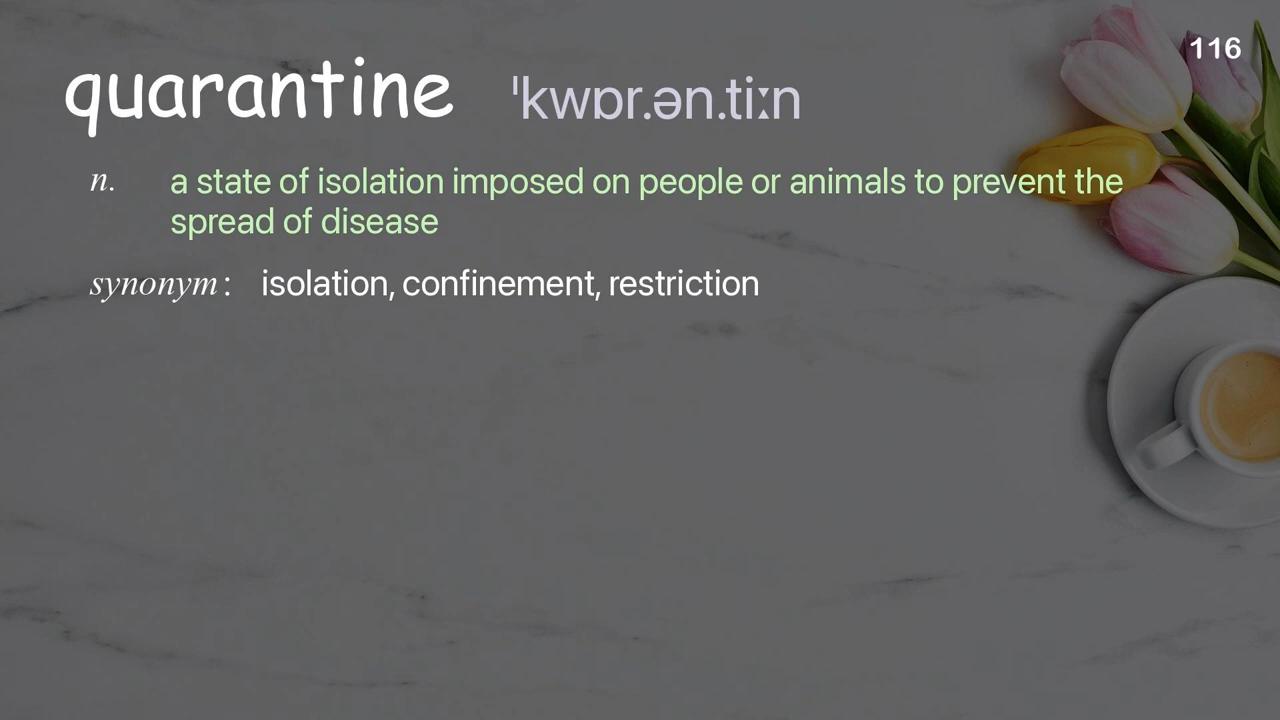 116
quarantine ˈkwɒr.ən.tiːn
n. a state of isolation imposed on people or animals to prevent the
spread of disease
synonym: isolation, confinement, restriction